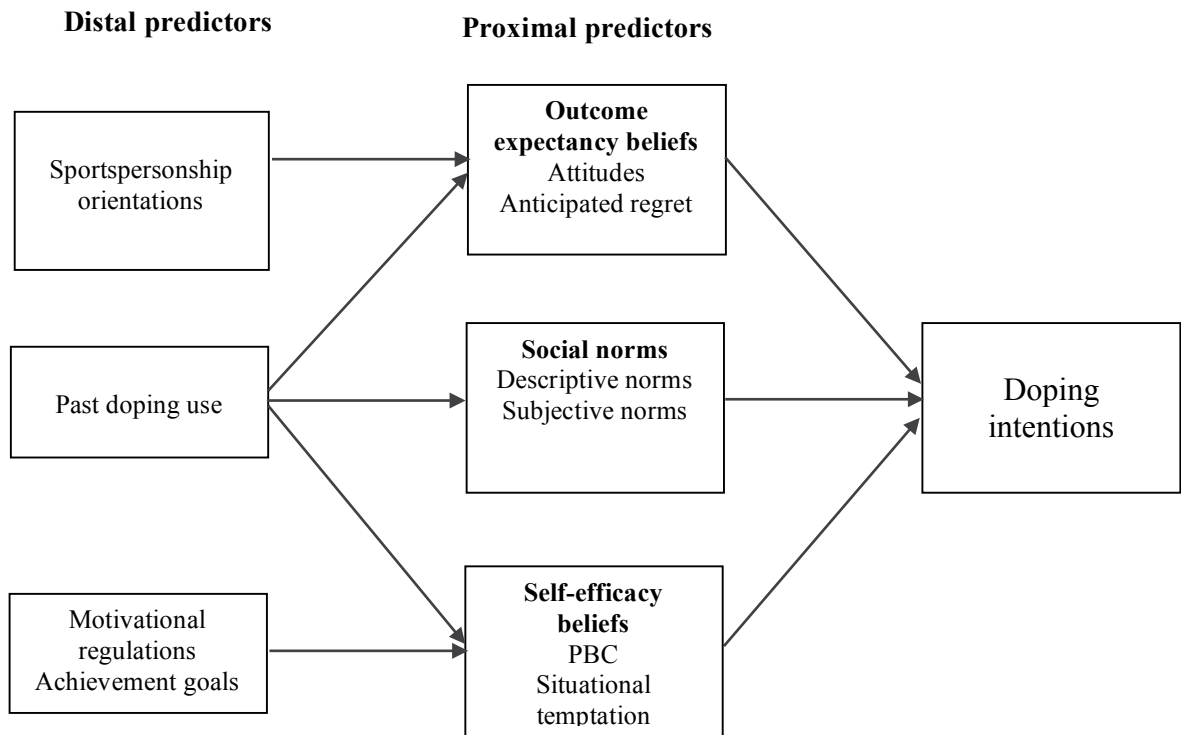 Distal predictors
Proximal predictors
Sportspersonship
orientations
Outcome
expectancy beliefs
Attitudes
Anticipated regret
Past doping use
Social norms
Descriptive norms
Subjective norms
Doping
intentions
Motivational
regulations
Achievement goals
Self-efficacy
beliefs
PBC
Situational
temptation